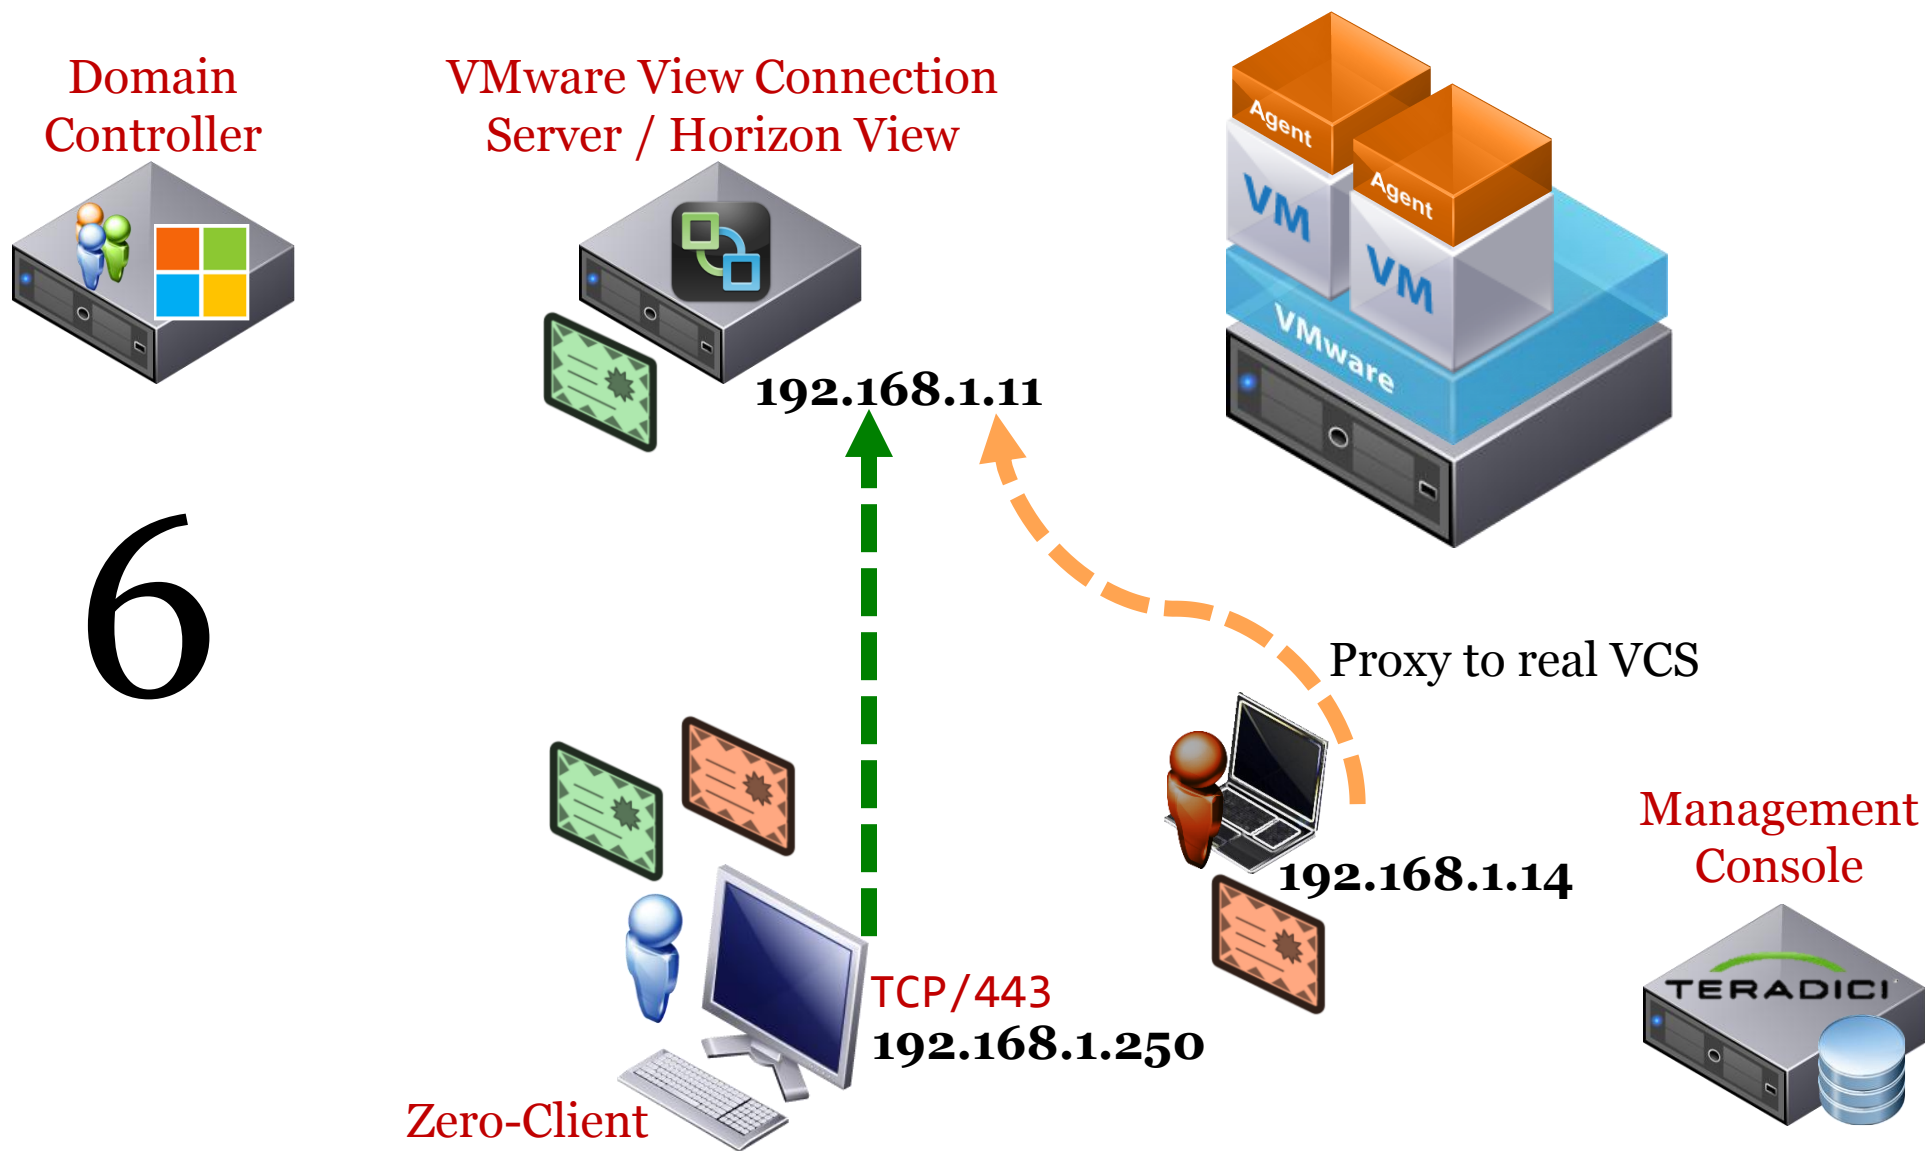 Domain
Controller
VMware View Connection
Server / Horizon View
Agent
Agent
VM
VM
VMware
192.168.1.11
6
Proxy to real VCS
192.168.1.14
Management
Console
TERADICI
TCP/443
192.168.1.250
Zero-Client